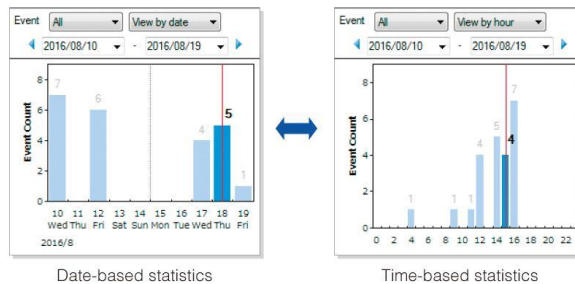 Event All View by date
2016/08/10 - 2016/08/19
Event Count
8
6
4
2
0
7
6
4
5
1
10 11 12 13 14 15 16 17 18 19
Wed Thu Fri Sat Sun Mon Tue Wed Thu Fri
2016/8
Date-based statistics
Event All View by hour
2016/08/10 - 2016/08/19
Event Count
8
6
4
2
0
1
1
1
4
5
4
7
0 2 4 6 8 10 12 14 16 18 20 22
Time-based statistics